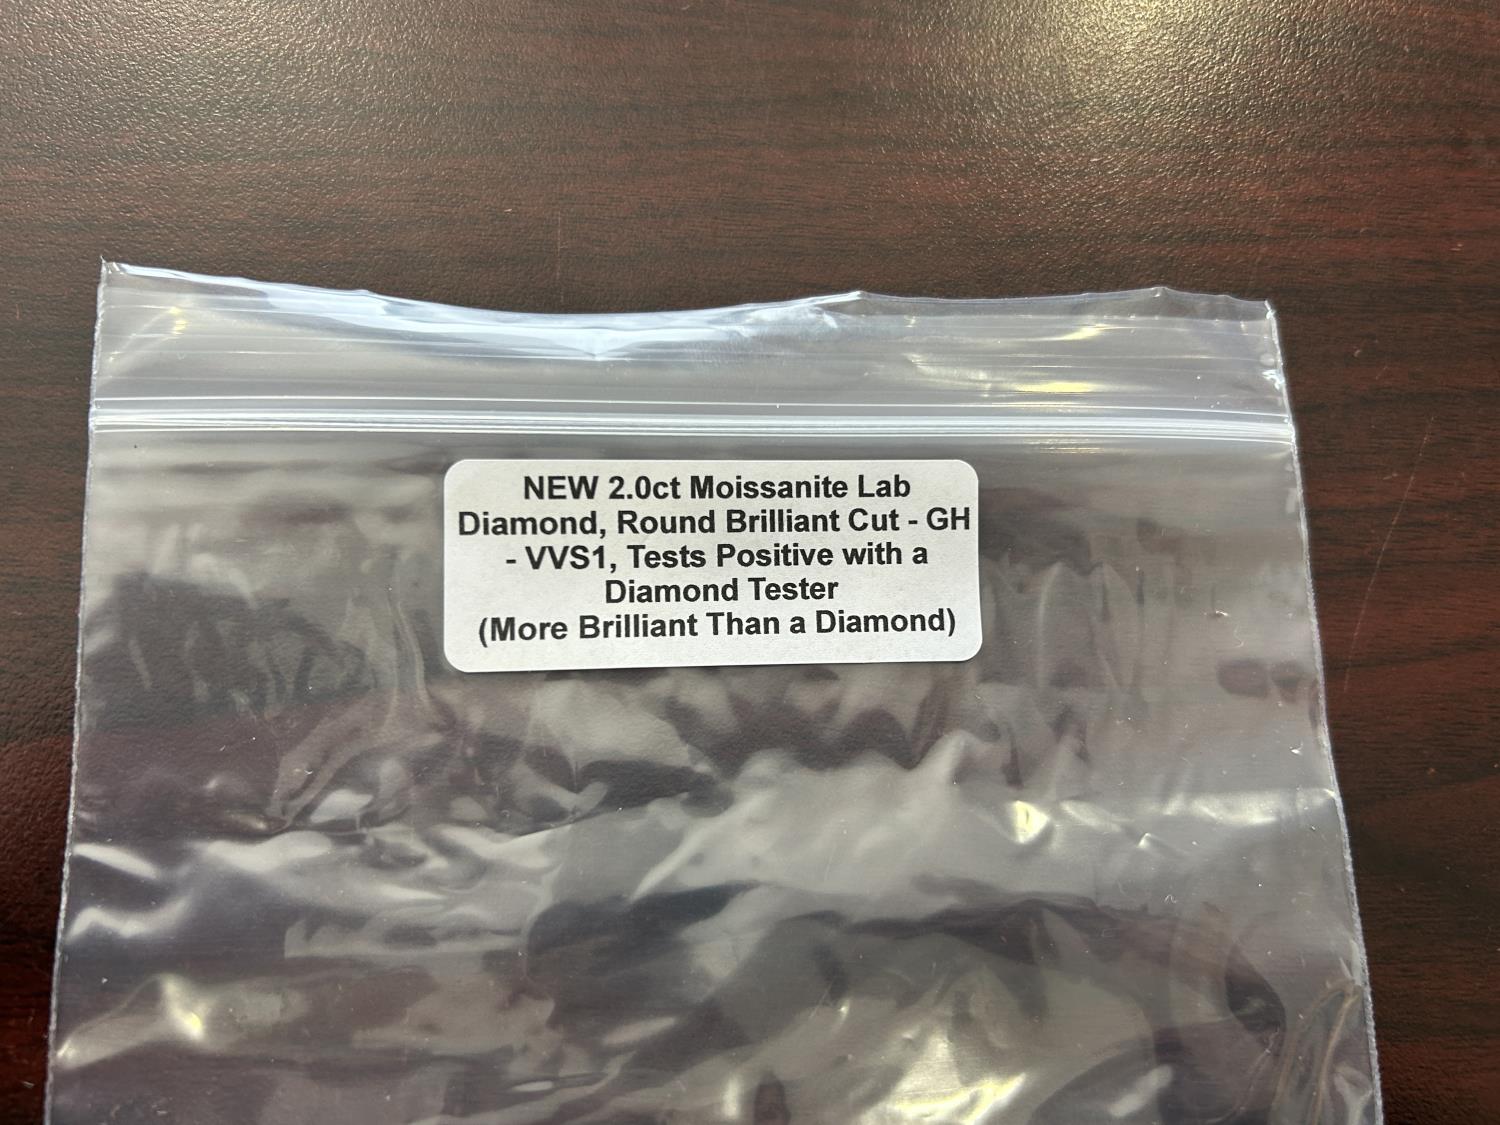 NEW 2.0ct Moissanite Lab
Diamond, Round Brilliant Cut - GH
- VVS1, Tests Positive with a
Diamond Tester
(More Brilliant Than a Diamond)